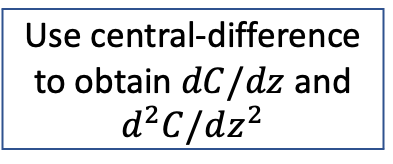 Use central-difference
to obtain dC/dz and
d²C/dz²